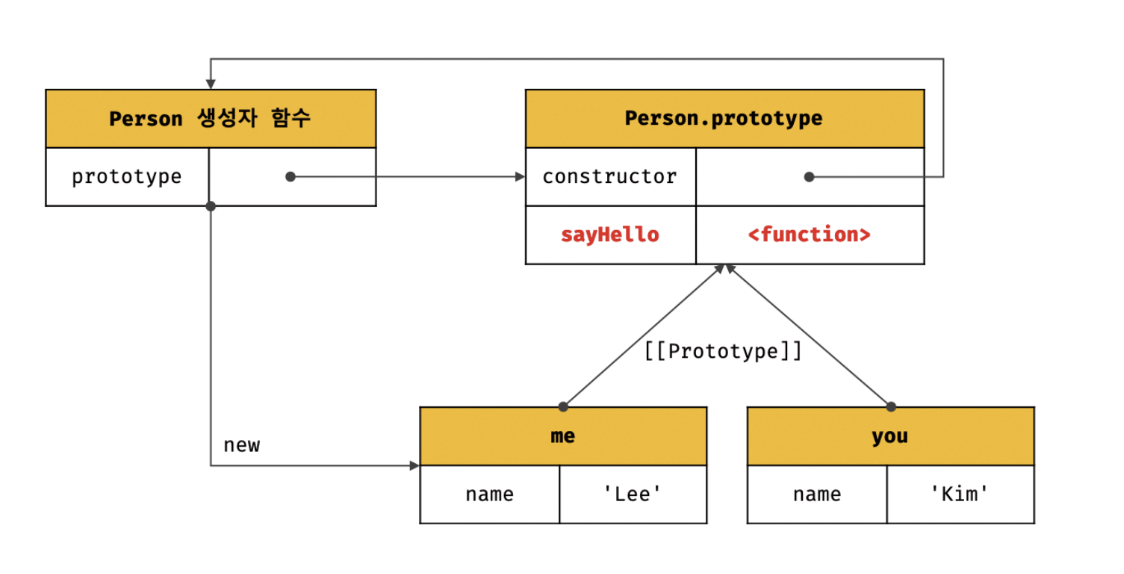 Person 생성자 함수
prototype
Person.prototype
constructor
sayHello
<function>
[[Prototype]]
new
me
name
'Lee'
you
name
'Kim'